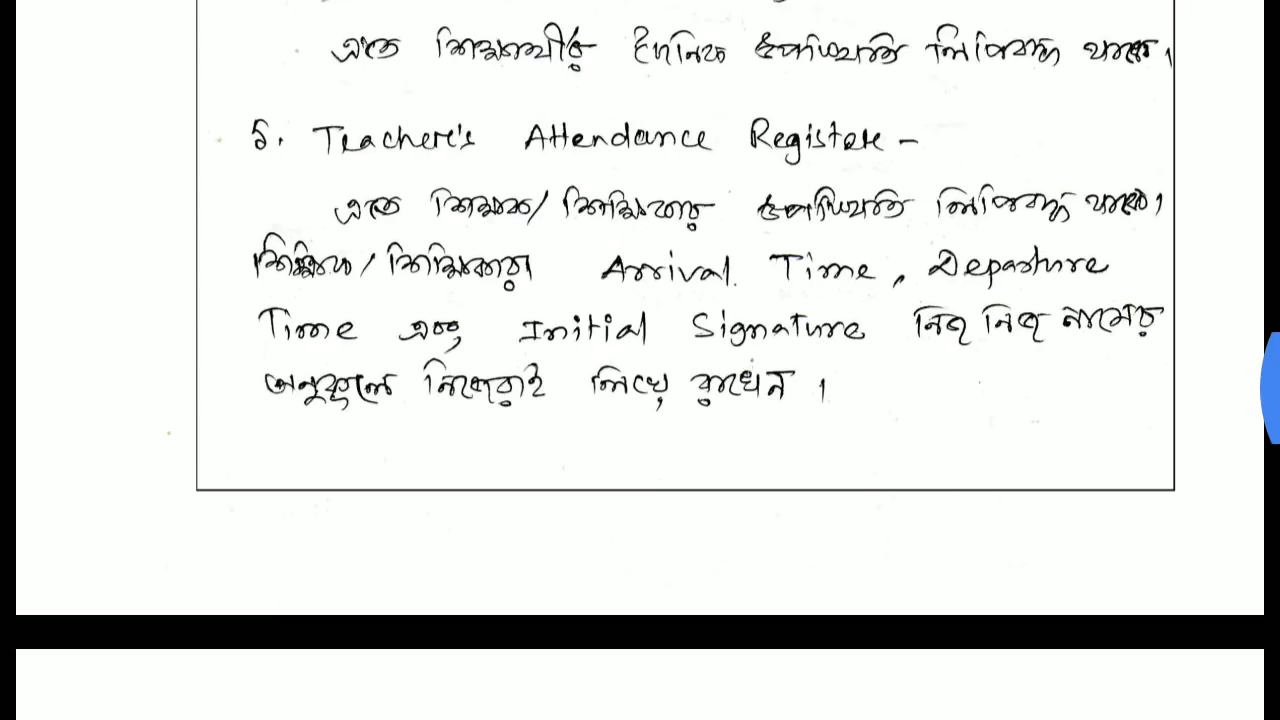 এতে শিক্ষার্থীর দৈনিক উপস্থিতি লিপিবদ্ধ থাকে।
5. Teacher's Attendance Register -
এতে শিক্ষক/শিক্ষিকার উপস্থিতি লিপিবদ্ধ থাকে।
শিক্ষক/শিক্ষিকারা Arrival Time, Departure
Time এবং Initial Signature নিজ নিজ নামের
অনুকূলে নিজেরাই লিখে রাখেন।